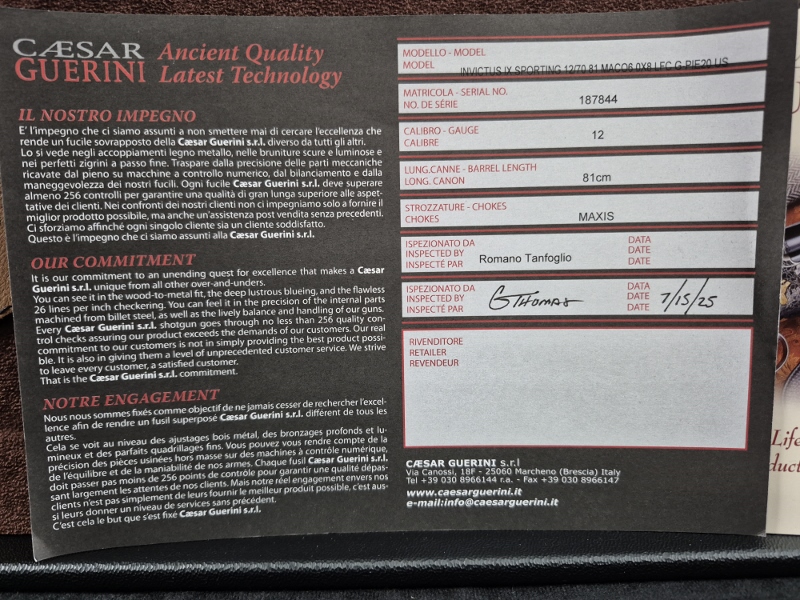 CÆSAR
GUERINI
Ancient Quality
Latest Technology
IL NOSTRO IMPEGNO
E' l'impegno che ci siamo assunti a non smettere mai di cercare l'eccellenza che
rende un fucile sovrapposto della Cæsar Guerini s.r.l. diverso da tutti gli altri.
Lo si vede negli accoppiamenti legno metallo, nelle bruniture scure e luminose e
nei perfetti zigrini a passo fine. Traspare dalla precisione delle parti meccaniche
ricavate dal pieno su macchine a controllo numerico, dal bilanciamento e dalla
maneggevolezza dei nostri fucili. Ogni fucile Cæsar Guerini s.r.l. deve superare
almeno 256 controlli per garantire una qualità di gran lunga superiore alle aspet-
tative dei clienti. Nei confronti dei nostri clienti non ci impegniamo solo a fornire il
miglior prodotto possibile, ma anche un'assistenza post vendita senza precedenti.
Ci sforziamo affinché ogni singolo cliente sia un cliente soddisfatto.
Questo è l'impegno che ci siamo assunti alla Cæsar Guerini s.r.l.
OUR COMMITMENT
It is our commitment to an unending quest for excellence that makes a Cæsar
Guerini s.r.l. unique from all other over-and-unders.
You can see it in the wood-to-metal fit, the deep lustrous blueing, and the flawless
26 lines per inch checkering. You can feel it in the precision of the internal parts
machined from billet steel, as well as the lively balance and handling of our guns.
Every Cæsar Guerini s.r.l. shotgun goes through no less than 256 quality con-
trol checks assuring our product exceeds the demands of our customers. Our real
commitment to our customers is not in simply providing the best product possi-
ble. It is also in giving them a level of unprecedented customer service. We strive
to leave every customer, a satisfied customer.
That is the Cæsar Guerini s.r.l. commitment.
NOTRE ENGAGEMENT
Nous nous sommes fixés comme objectif de ne jamais cesser de rechercher l'excel-
lence afin de rendre un fusil superposé Cæsar Guerini s.r.l. différent de tous les
autres.
Cela se voit au niveau des ajustages bois métal, des bronzages profonds et lu-
mineux et des parfaits quadrillages fins. Vous pouvez vous rendre compte de la
précision des pièces usinées hors masse sur des machines à contrôle numérique,
de l'équilibre et de la maniabilité de nos armes. Chaque fusil Cæsar Guerini s.r.l.
doit passer pas moins de 256 points de contrôle pour garantir une qualité dépas-
sant largement les attentes de nos clients. Mais notre réel engagement envers nos
clients n'est pas simplement de leurs fournir le meilleur produit possible, c'est aus-
si leurs donner un niveau de services sans précédent.
C'est cela le but que s'est fixé Cæsar Guerini s.r.l.
MODELLO - MODEL
MODEL INVICTUS IX SPORTING 12/70 81 MAC06 0X8 LFC G-PIE20 US
MATRICOLA - SERIAL NO.
NO. DE SÉRIE 187844
CALIBRO - GAUGE
CALIBRE 12
LUNG.CANNE - BARREL LENGTH
LONG. CANON 81cm
STROZZATURE - CHOKES
CHOKES MAXIS
ISPEZIONATO DA DATA
INSPECTED BY Romano Tanfoglio DATE
INSPECTÉ PAR DATE
ISPEZIONATO DA DATA
INSPECTED BY GThomas DATE 7/15/25
INSPECTÉ PAR DATE
RIVENDITORE
RETAILER
REVENDEUR
CÆSAR GUERINI s.r.l
Via Canossi, 18F - 25060 Marcheno (Brescia) Italy
Tel +39 030 8966144 r.a. - Fax +39 030 8966147
www.caesarguerini.it
e-mail:info@caesarguerini.it
Life
duct